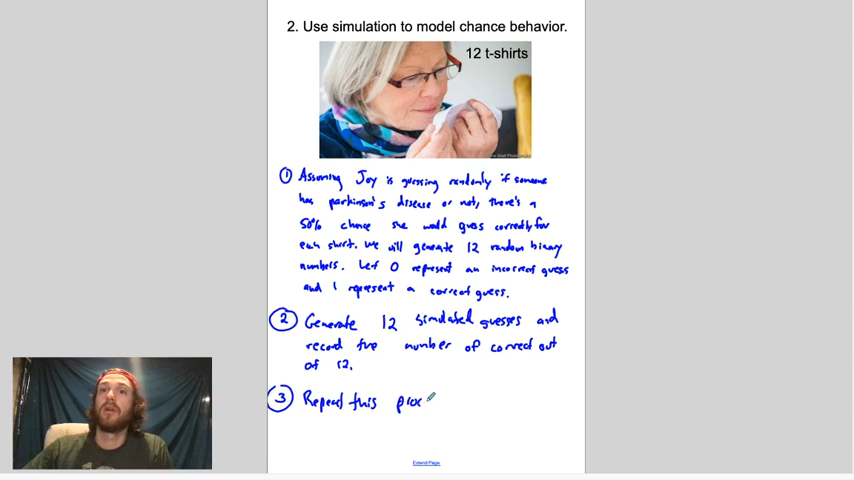 2. Use simulation to model chance behavior.
12 t-shirts
① Assuming Joy is guessing randomly if someone
has parkinson's disease or not, there's a
50% chance she would guess correctly for
each shirt. We will generate 12 random binary
numbers. Let 0 represent an incorrect guess
and 1 represent a correct guess.
② Generate 12 simulated guesses and
record the number of correct out
of 12.
③ Repeat this proc
Extend Page